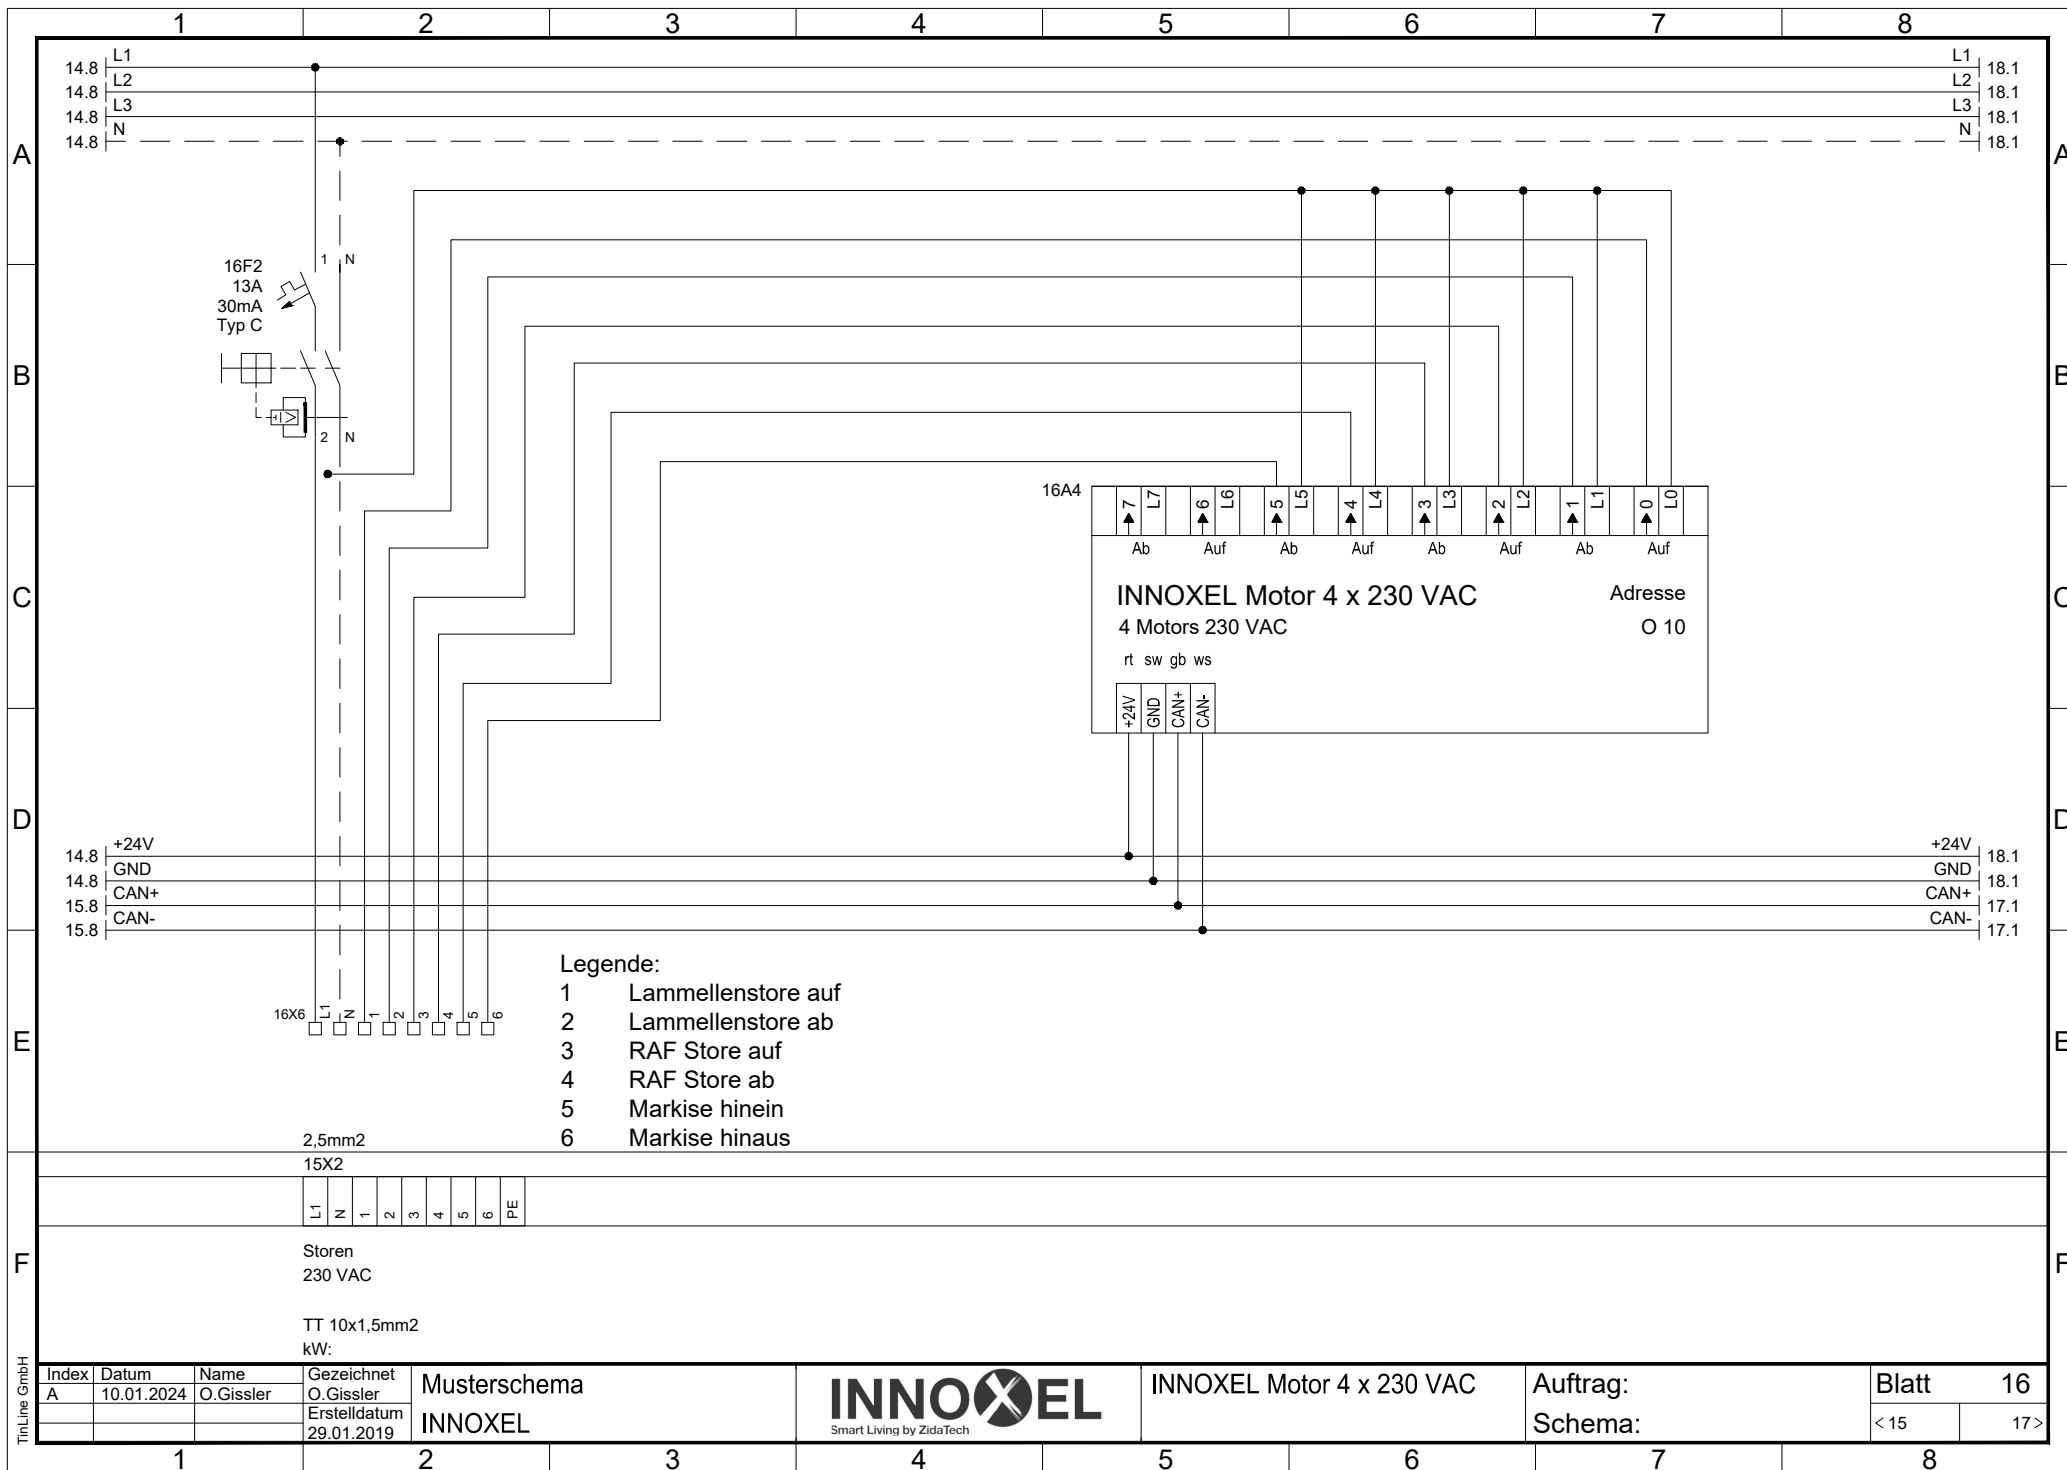 1 2 3 4 5 6 7 8
14.8 L1 L1 18.1
14.8 L2 L2 18.1
14.8 L3 L3 18.1
14.8 N N 18.1
A A
1 N
16F2
13A
30mA
Typ C
B B
2 N
16A4
7 L7 6 L6 5 L5 4 L4 3 L3 2 L2 1 L1 0 L0
Ab Auf Ab Auf Ab Auf Ab Auf
C C
INNOXEL Motor 4 x 230 VAC Adresse
4 Motors 230 VAC O 10
rt sw gb ws
+24V GND CAN+ CAN-
D D
14.8 +24V +24V 18.1
14.8 GND GND 18.1
15.8 CAN+ CAN+ 17.1
15.8 CAN- CAN- 17.1
Legende:
1 Lammellenstore auf
2 Lammellenstore ab
3 RAF Store auf
4 RAF Store ab
5 Markise hinein
6 Markise hinaus
16X6 L1 N 1 2 3 4 5 6
E E
2,5mm2
15X2
L1 N 1 2 3 4 5 6 PE
F F
Storen
230 VAC
TT 10x1,5mm2
kW:
TinLine GmbH
Index Datum Name Gezeichnet
A 10.01.2024 O.Gissler O.Gissler
Erstelldatum
29.01.2019
Musterschema
INNOXEL
INNOXEL
Smart Living by ZidaTech
INNOXEL Motor 4 x 230 VAC
Auftrag:
Schema:
Blatt 16
< 15 17 >
1 2 3 4 5 6 7 8